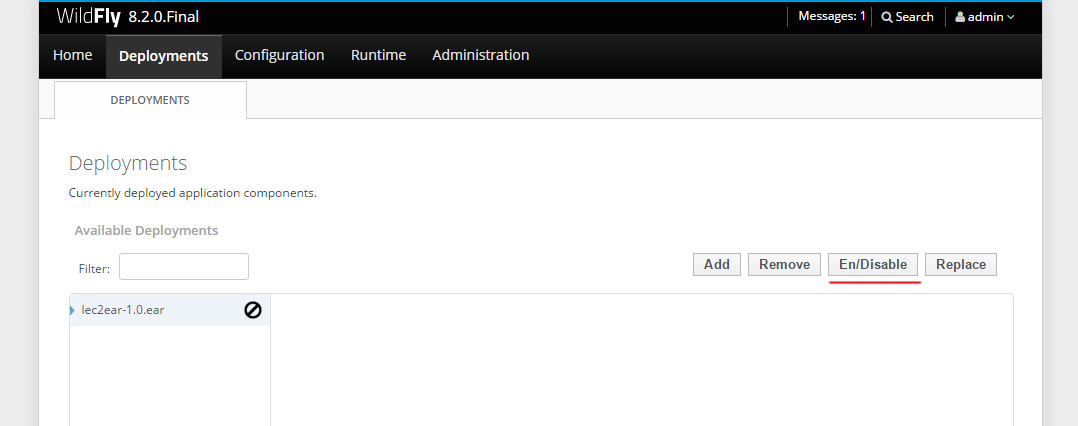 WildFly 8.2.0.Final Messages: 1 Search admin
Home Deployments Configuration Runtime Administration
DEPLOYMENTS
Deployments
Currently deployed application components.
Available Deployments
Filter: Add Remove En/Disable Replace
lec2ear-1.0.ear